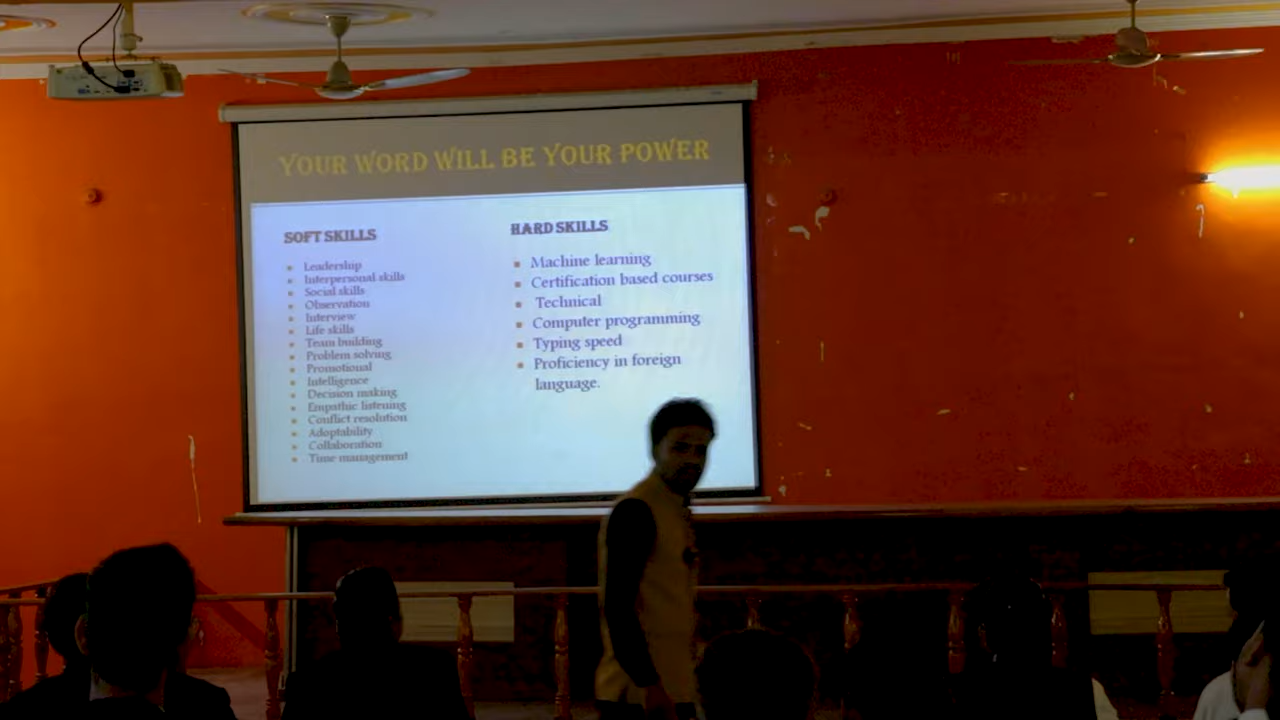 YOUR WORD WILL BE YOUR POWER
SOFT SKILLS
Leadership
Interpersonal skills
Social skills
Observation
Interview
Life skills
Team building
Problem solving
Promotional
Intelligence
Decision making
Empathic listening
Conflict resolution
Adoptability
Collaboration
Time management
HARD SKILLS
Machine learning
Certification based courses
Technical
Computer programming
Typing speed
Proficiency in foreign
language.